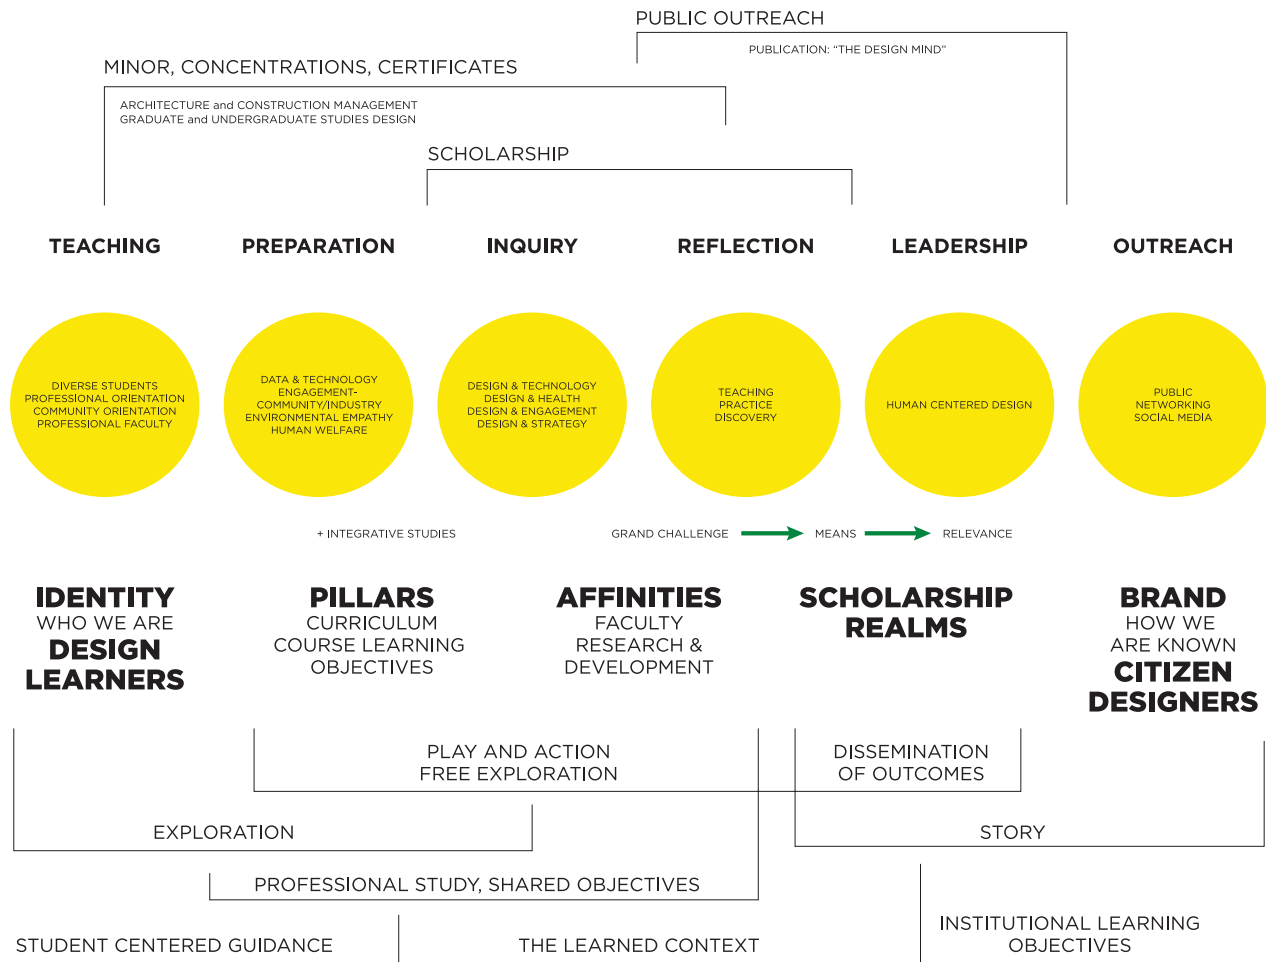 PUBLIC OUTREACH
PUBLICATION: “THE DESIGN MIND”
MINOR, CONCENTRATIONS, CERTIFICATES
ARCHITECTURE and CONSTRUCTION MANAGEMENT
GRADUATE and UNDERGRADUATE STUDIES DESIGN
SCHOLARSHIP
TEACHING
PREPARATION
INQUIRY
REFLECTION
LEADERSHIP
OUTREACH
DIVERSE STUDENTS
PROFESSIONAL ORIENTATION
COMMUNITY ORIENTATION
PROFESSIONAL FACULTY
DATA & TECHNOLOGY
ENGAGEMENT-
COMMUNITY/INDUSTRY
ENVIRONMENTAL EMPATHY
HUMAN WELFARE
DESIGN & TECHNOLOGY
DESIGN & HEALTH
DESIGN & ENGAGEMENT
DESIGN & STRATEGY
TEACHING
PRACTICE
DISCOVERY
HUMAN CENTERED DESIGN
PUBLIC
NETWORKING
SOCIAL MEDIA
+ INTEGRATIVE STUDIES
GRAND CHALLENGE
MEANS
RELEVANCE
IDENTITY
WHO WE ARE
DESIGN
LEARNERS
PILLARS
CURRICULUM
COURSE LEARNING
OBJECTIVES
AFFINITIES
FACULTY
RESEARCH &
DEVELOPMENT
SCHOLARSHIP
REALMS
BRAND
HOW WE
ARE KNOWN
CITIZEN
DESIGNERS
PLAY AND ACTION
FREE EXPLORATION
DISSEMINATION
OF OUTCOMES
EXPLORATION
STORY
PROFESSIONAL STUDY, SHARED OBJECTIVES
STUDENT CENTERED GUIDANCE
THE LEARNED CONTEXT
INSTITUTIONAL LEARNING
OBJECTIVES